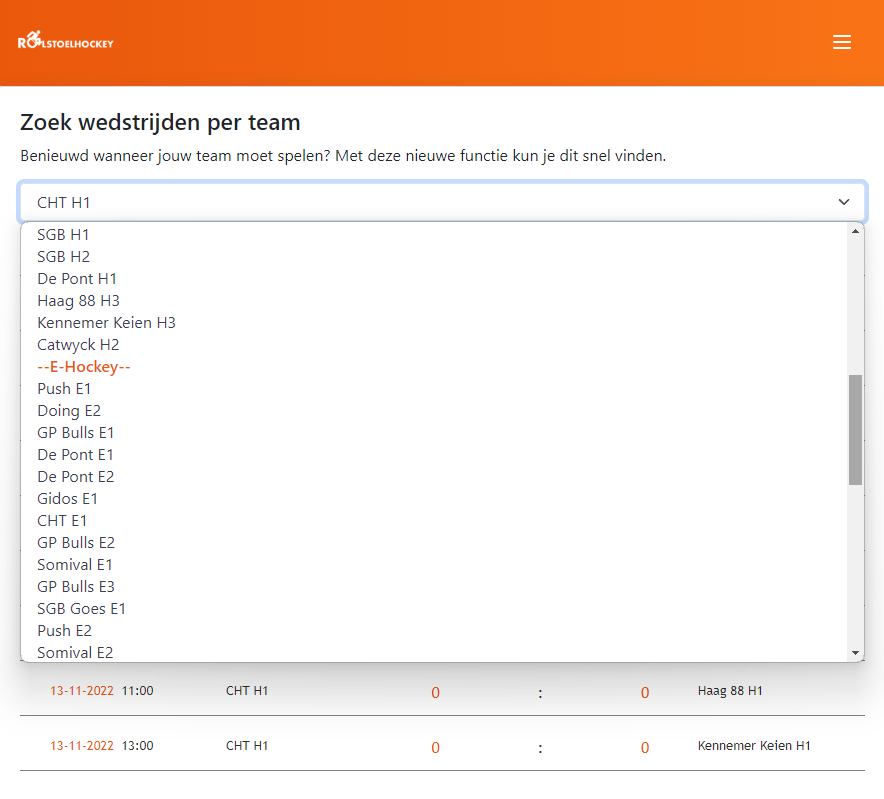 ROLSTOELHOCKEY
Zoek wedstrijden per team
Benieuwd wanneer jouw team moet spelen? Met deze nieuwe functie kun je dit snel vinden.
CHT H1
SGB H1
SGB H2
De Pont H1
Haag 88 H3
Kennemer Keien H3
Catwyck H2
--E-Hockey--
Push E1
Doing E2
GP Bulls E1
De Pont E1
De Pont E2
Gidos E1
CHT E1
GP Bulls E2
Somival E1
GP Bulls E3
SGB Goes E1
Push E2
Somival E2
13-11-2022 11:00 CHT H1 0 : 0 Haag 88 H1
13-11-2022 13:00 CHT H1 0 : 0 Kennemer Keien H1